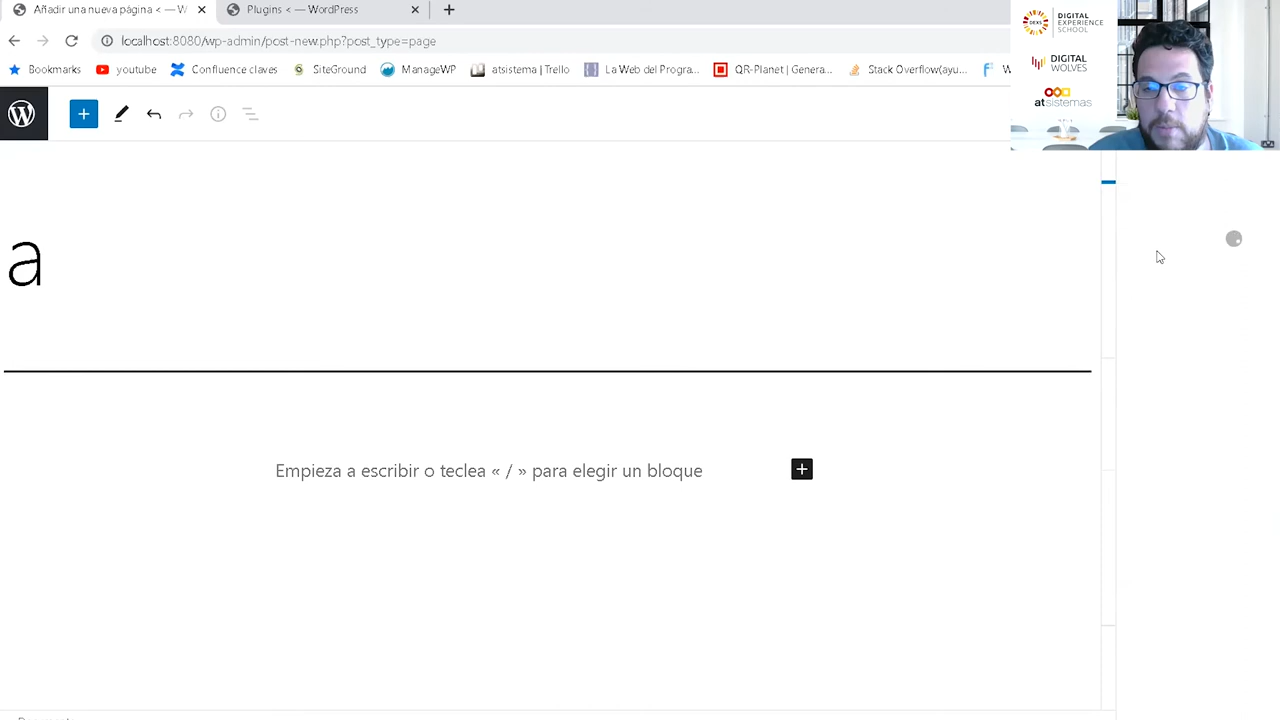 Añadir una nueva página < — W
Plugins < — WordPress
localhost:8080/wp-admin/post-new.php?post_type=page
Bookmarks
youtube
Confluence claves
SiteGroun
ManageWP
atsistema | Trello
La Web del Progra...
QR-Planet | Genera...
Stack Overflow(ayu...
W
DEXS
DIGITAL
EXPERIENCE
SCHOOL
DIGITAL
WOLVES
atsistemas
a
Empieza a escribir o teclea « / » para elegir un bloque